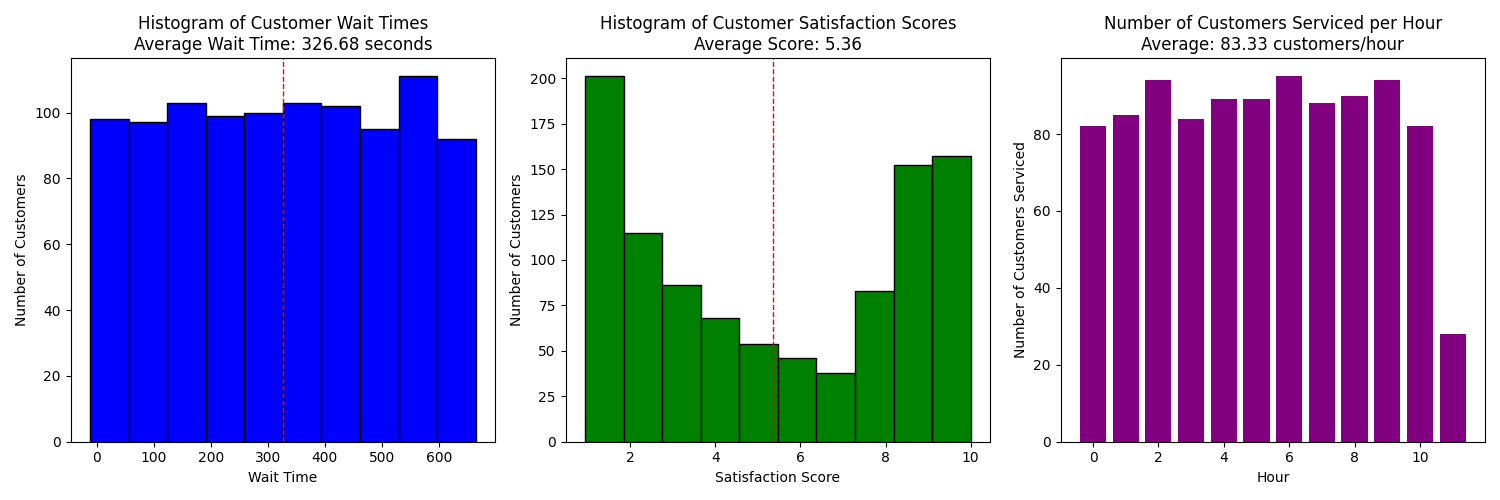 Histogram of Customer Wait Times
Average Wait Time: 326.68 seconds
Number of Customers
100
80
60
40
20
0
0 100 200 300 400 500 600
Wait Time
Histogram of Customer Satisfaction Scores
Average Score: 5.36
Number of Customers
200
175
150
125
100
75
50
25
0
2 4 6 8 10
Satisfaction Score
Number of Customers Serviced per Hour
Average: 83.33 customers/hour
Number of Customers Serviced
80
60
40
20
0
0 2 4 6 8 10
Hour